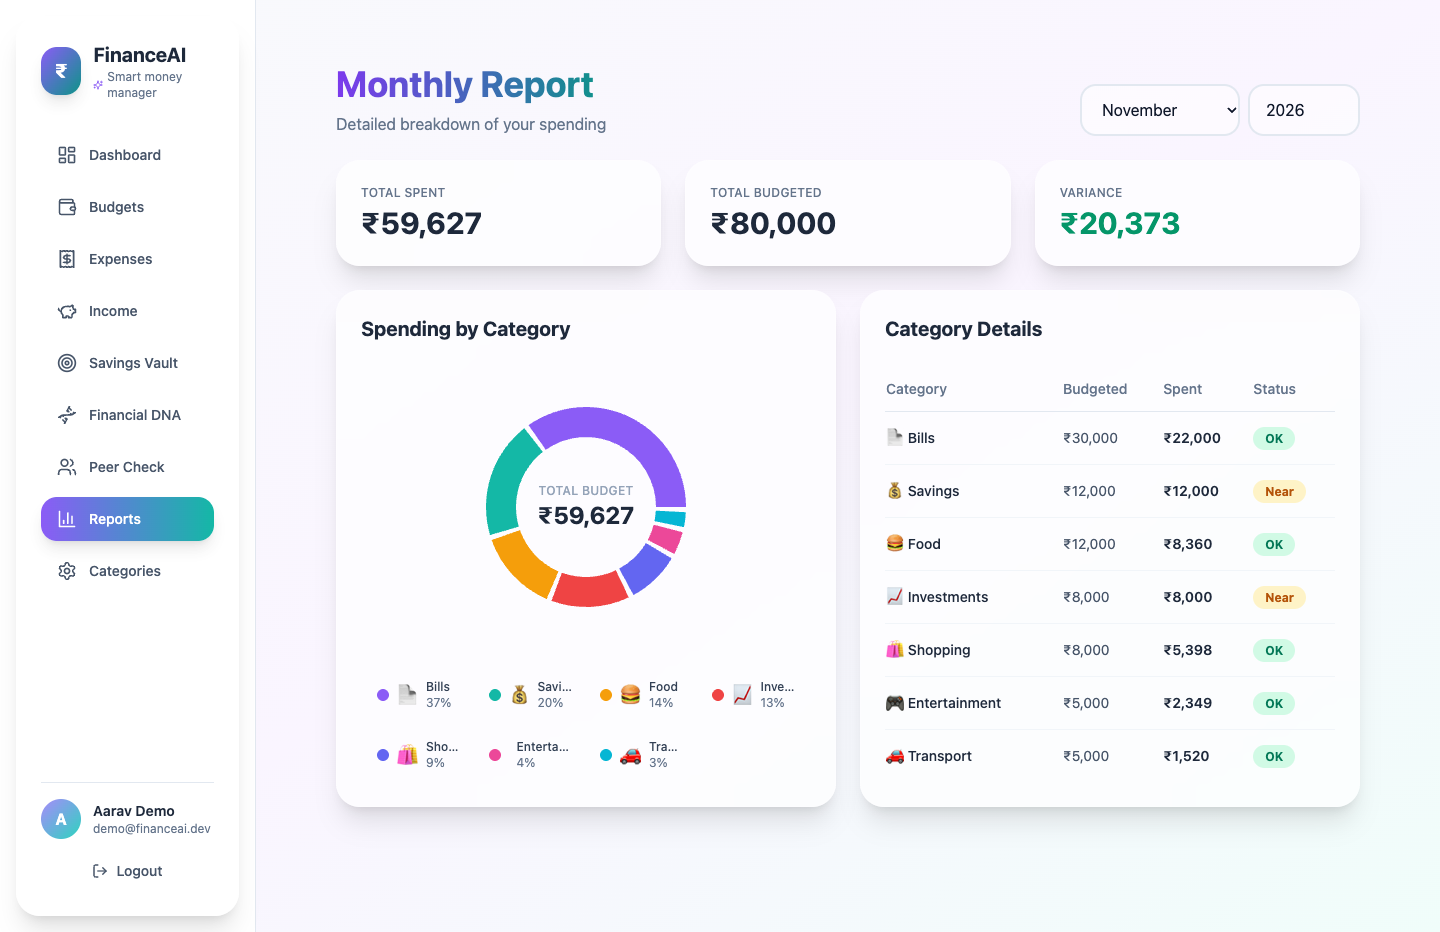 ₹
FinanceAI
Smart money
manager
Dashboard
Budgets
Expenses
Income
Savings Vault
Financial DNA
Peer Check
Reports
Categories
A
Aarav Demo
demo@financeai.dev
Logout
Monthly Report
Detailed breakdown of your spending
November
2026
TOTAL SPENT
₹59,627
TOTAL BUDGETED
₹80,000
VARIANCE
₹20,373
Spending by Category
TOTAL BUDGET
₹59,627
Bills
37%
Savi...
20%
Food
14%
Inve...
13%
Sho...
9%
Enterta...
4%
Tra...
3%
Category Details
Category Budgeted Spent Status
Bills ₹30,000 ₹22,000 OK
Savings ₹12,000 ₹12,000 Near
Food ₹12,000 ₹8,360 OK
Investments ₹8,000 ₹8,000 Near
Shopping ₹8,000 ₹5,398 OK
Entertainment ₹5,000 ₹2,349 OK
Transport ₹5,000 ₹1,520 OK